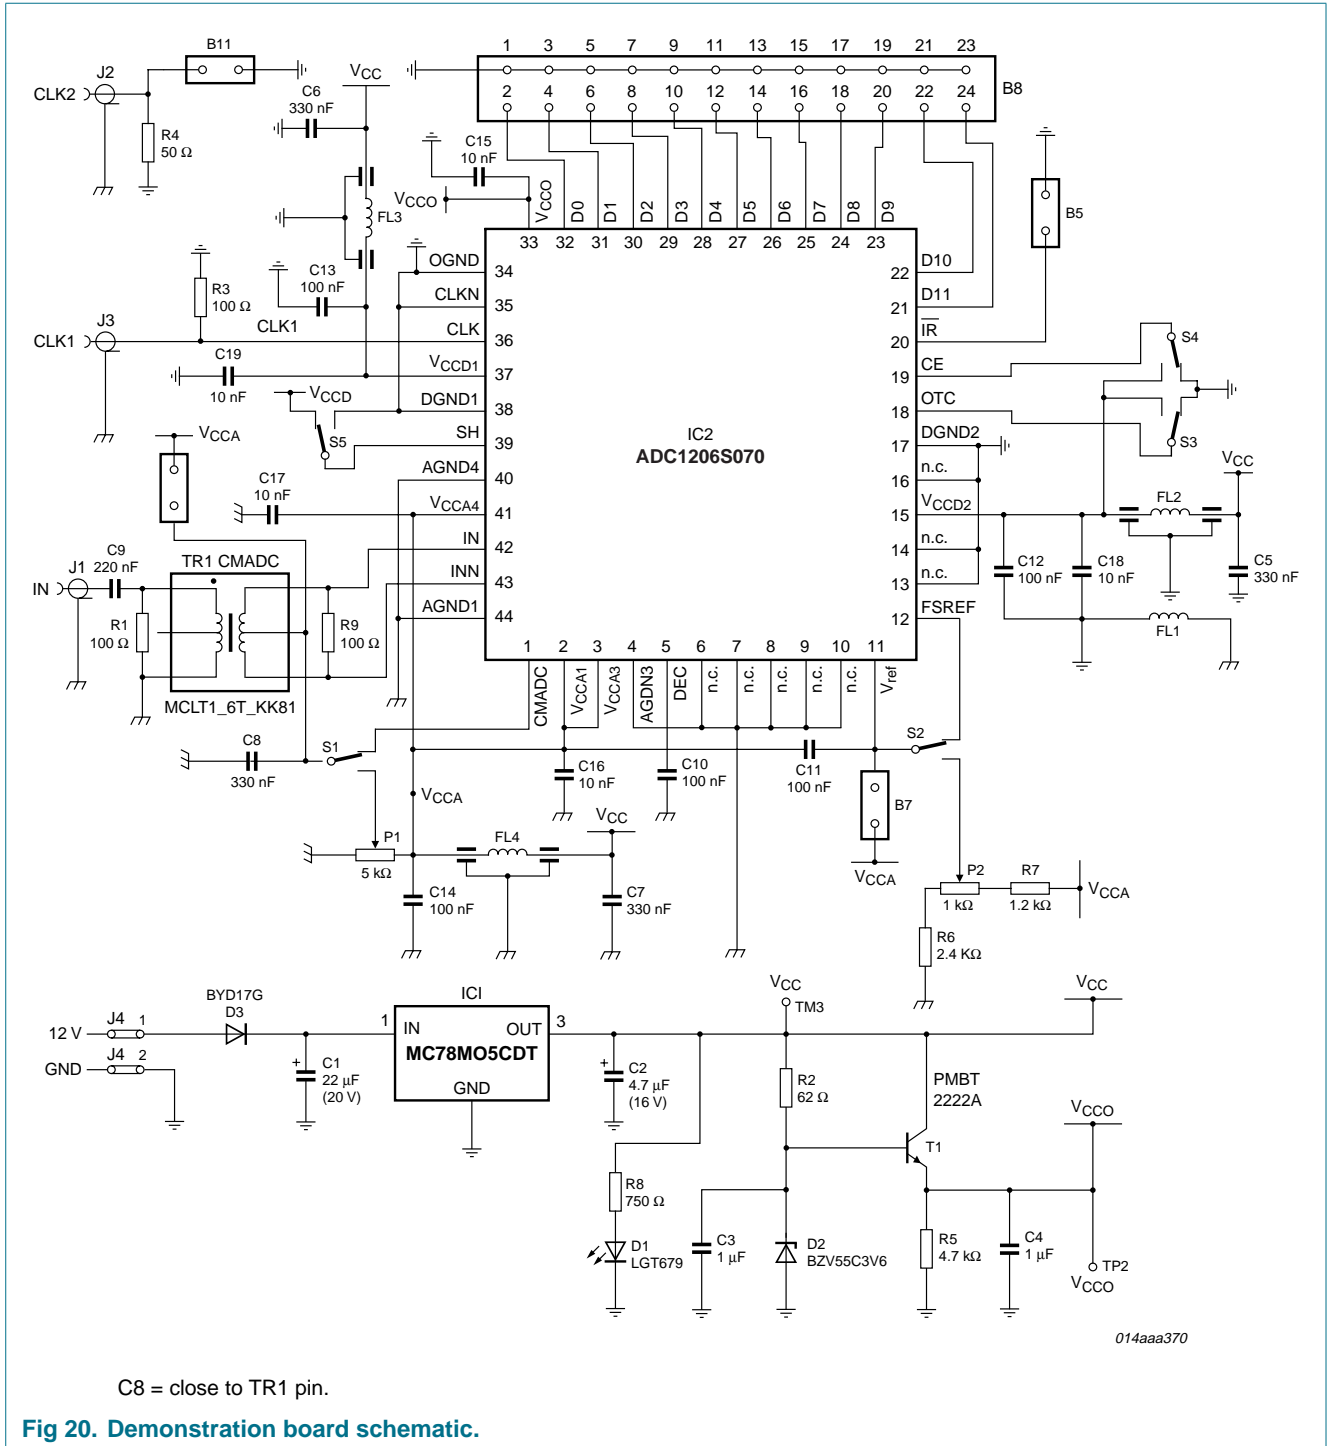 B11
1 3 5 7 9 11 13 15 17 19 21 23
J2
VCC
CLK2
2 4 6 8 10 12 14 16 18 20 22 24
B8
C6
330 nF
R4
50 Ω
C15
10 nF
VCCO
VCCO D0 D1 D2 D3 D4 D5 D6 D7 D8 D9
B5
FL3
33 32 31 30 29 28 27 26 25 24 23
OGND 34
22 D10
C13
100 nF
R3
100 Ω
CLKN 35
21 D11
J3
CLK1
CLK1
CLK 36
20 IR
S4
C19
10 nF
VCCD1 37
19 CE
VCCD
DGND1 38
18 OTC
S5
SH 39
IC2
ADC1206S070
17 DGND2
S3
VCCA
AGND4 40
16 n.c.
VCC
C17
10 nF
VCCA4 41
15 VCCD2
FL2
IN 42
14 n.c.
C9
220 nF
TR1 CMADC
C12
100 nF
C18
10 nF
C5
330 nF
J1
IN
INN 43
13 n.c.
AGND1 44
12 FSREF
R1
100 Ω
R9
100 Ω
FL1
1 2 3 4 5 6 7 8 9 10 11
CMADC VCCA1 VCCA3 AGDN3 DEC n.c. n.c. n.c. n.c. n.c. Vref
MCLT1_6T_KK81
C8
330 nF
S1
S2
C16
10 nF
C10
100 nF
C11
100 nF
VCCA
B7
VCC
P1
5 kΩ
FL4
VCCA
P2
1 kΩ
R7
1.2 kΩ
VCCA
C14
100 nF
C7
330 nF
R6
2.4 KΩ
BYD17G
D3
ICI
VCC
TM3
VCC
12 V J4 1
1 IN OUT 3
MC78MO5CDT
GND
GND J4 2
C1
22 µF
(20 V)
C2
4.7 µF
(16 V)
R2
62 Ω
PMBT
2222A
VCCO
T1
R8
750 Ω
D1
LGT679
C3
1 µF
D2
BZV55C3V6
R5
4.7 kΩ
C4
1 µF
TP2
VCCO
014aaa370
C8 = close to TR1 pin.
Fig 20. Demonstration board schematic.